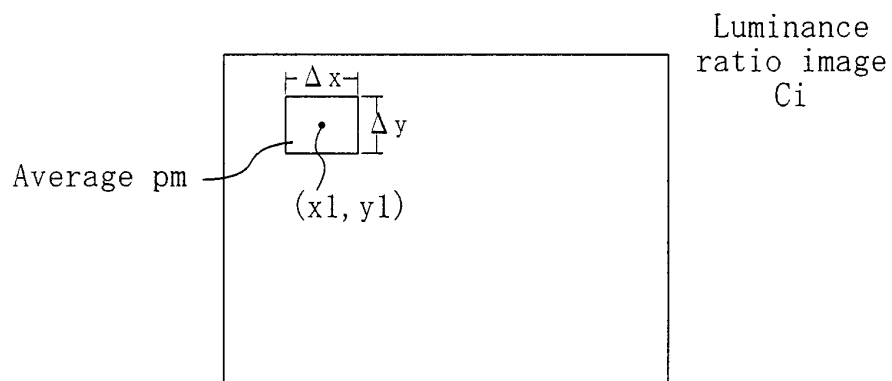 Luminance
ratio image
Ci
Δx
Δy
Average pm
(x1, y1)